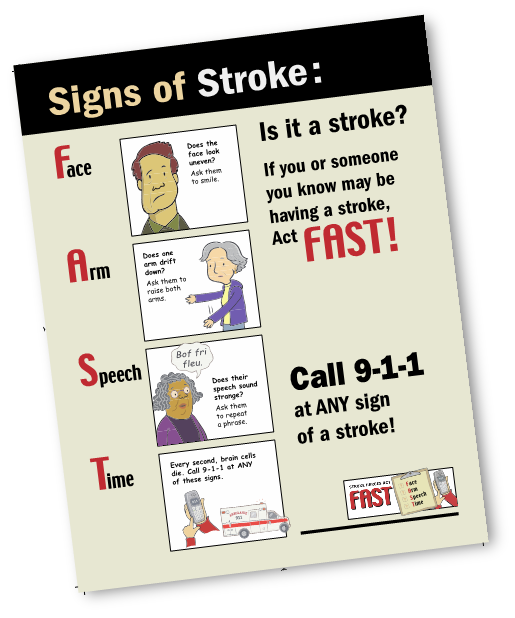 Signs of Stroke:
Face
Does the
face look
uneven?
Ask them
to smile.
Arm
Does one
arm drift
down?
Ask them to
raise both
arms.
Speech
Bof fri
fleu.
Does their
speech sound
strange?
Ask them
to repeat
a phrase.
Time
Every second, brain cells
die. Call 9-1-1 at ANY
of these signs.
Is it a stroke?
If you or someone
you know may be
having a stroke,
Act FAST!
Call 9-1-1
at ANY sign
of a stroke!
FAST
Face
Arm
Speech
Time